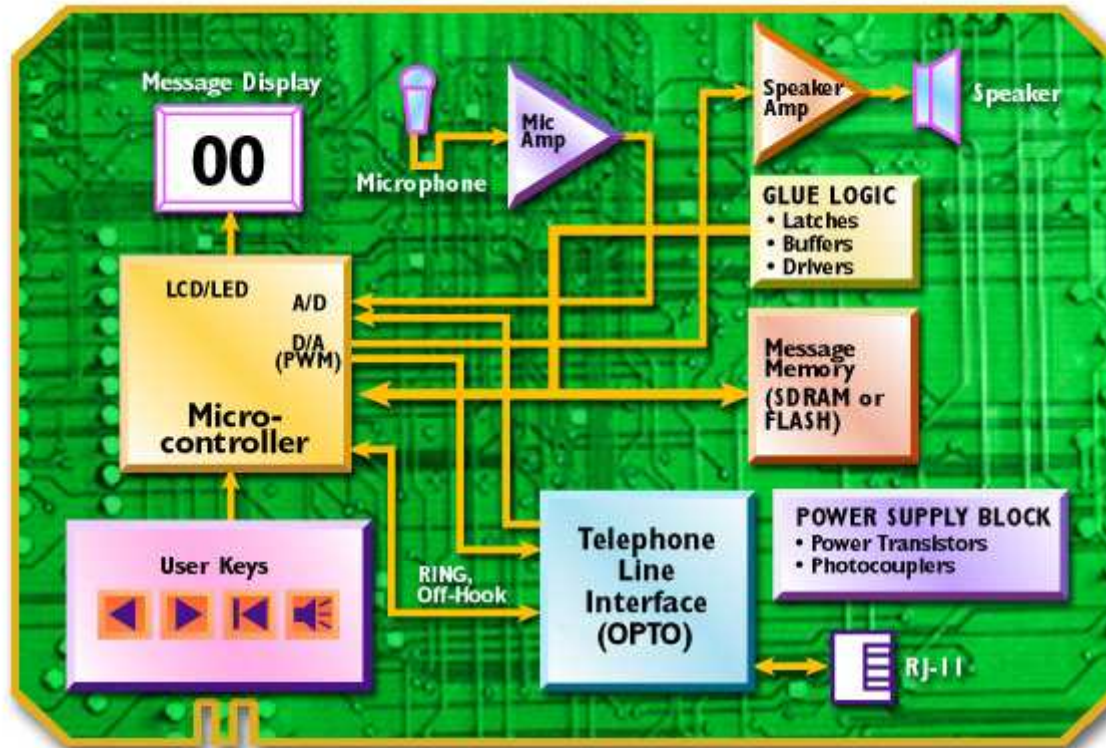 Message Display
00
Microphone
Mic
Amp
Speaker
Amp
Speaker
GLUE LOGIC
• Latches
• Buffers
• Drivers
LCD/LED
A/D
D/A
(PWM)
Micro-
controller
Message
Memory
(SDRAM or
FLASH)
User Keys
RING,
Off-Hook
Telephone
Line
Interface
(OPTO)
POWER SUPPLY BLOCK
• Power Transistors
• Photocouplers
RJ-11